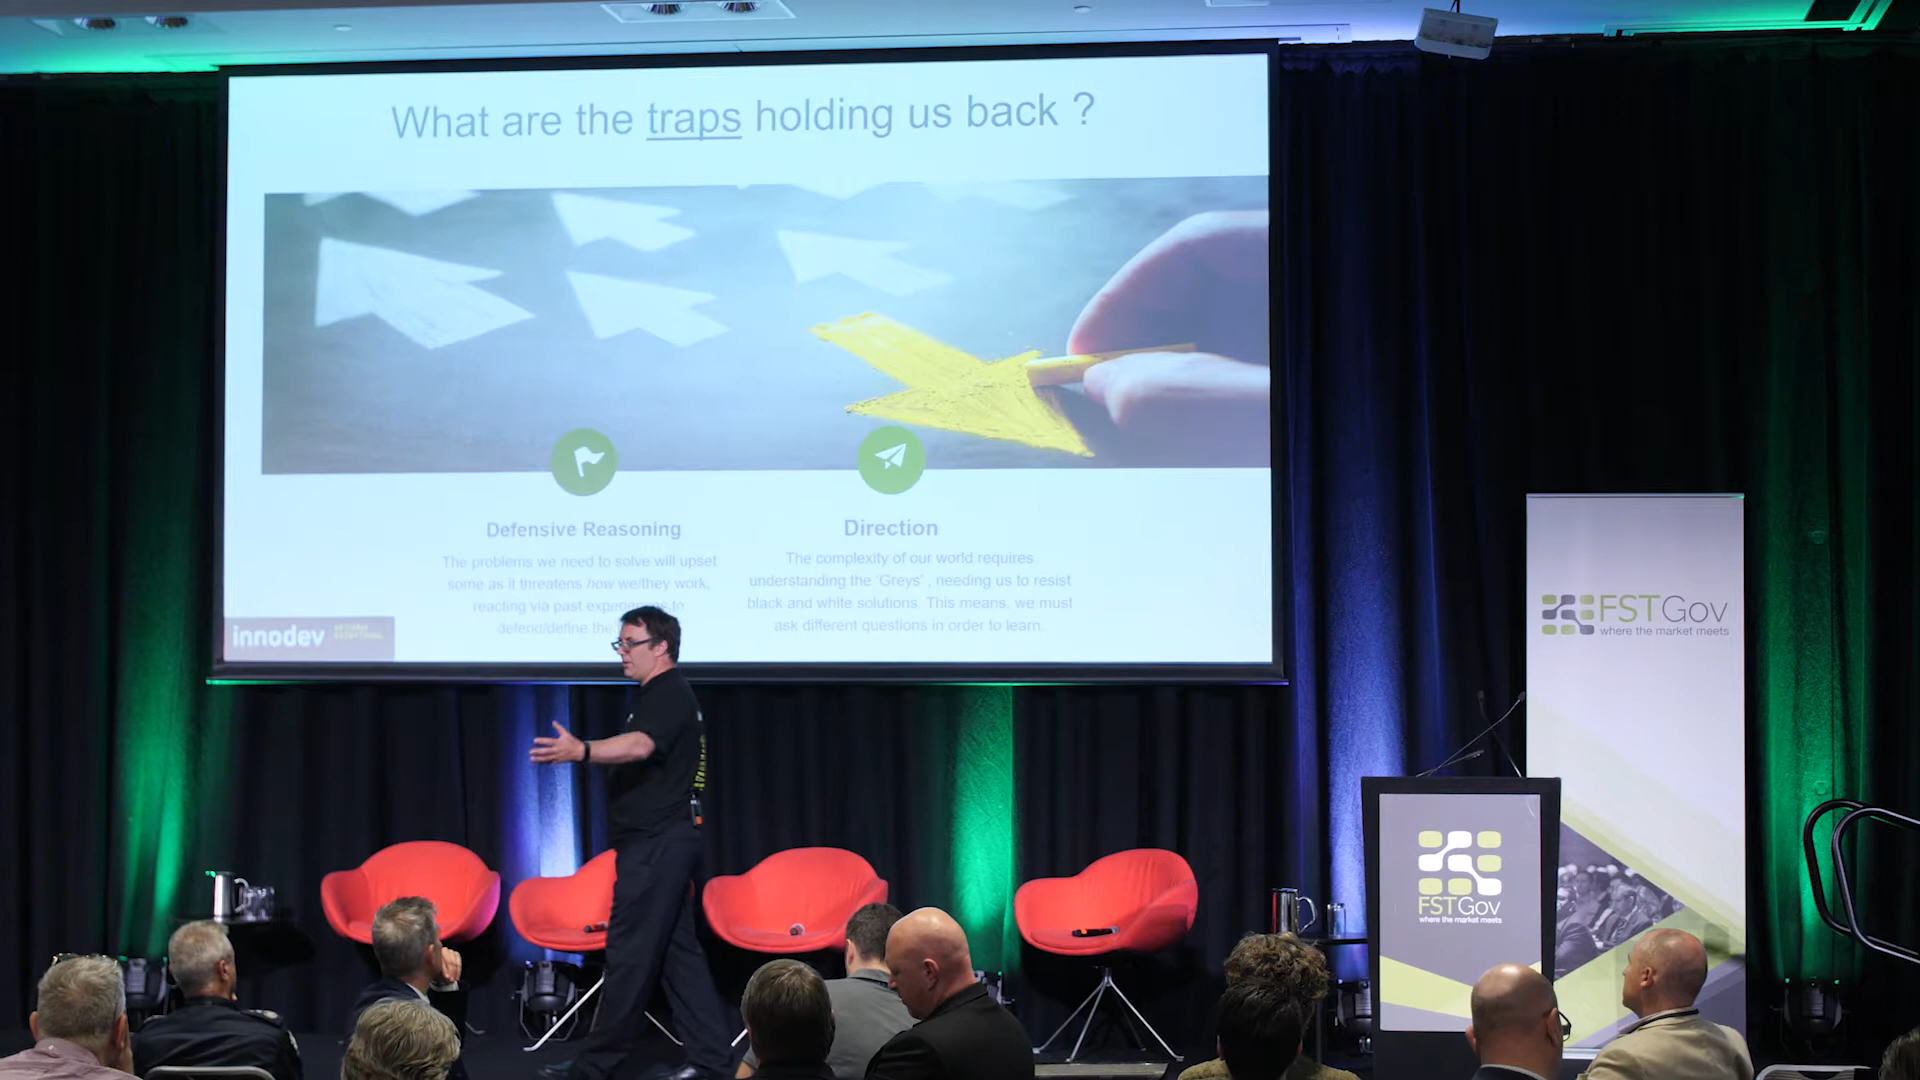 What are the traps holding us back ?
Defensive Reasoning
The problems we need to solve will upset
some as it threatens how we/they work,
reacting via past experiences to
defend/define the
Direction
The complexity of our world requires
understanding the 'Greys' , needing us to resist
black and white solutions. This means, we must
ask different questions in order to learn.
innodev
FSTGov
where the market meets
FSTGov
where the market meets